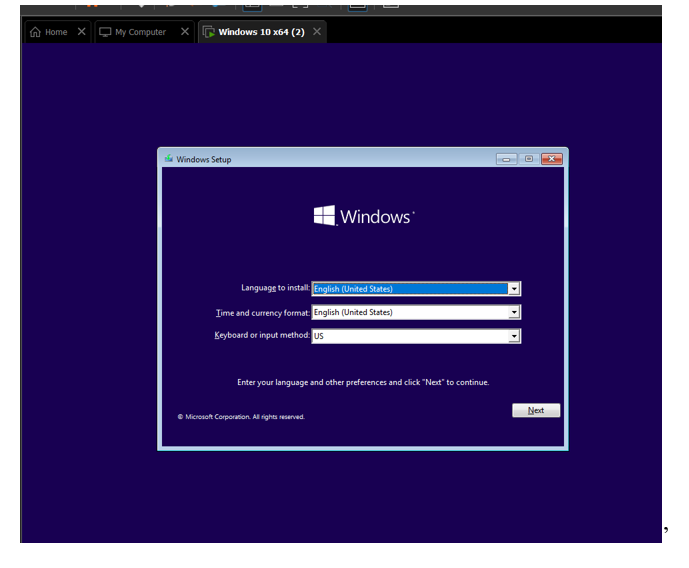 Home My Computer Windows 10 x64 (2)
Windows Setup
Windows
Language to install: English (United States)
Time and currency format: English (United States)
Keyboard or input method: US
Enter your language and other preferences and click "Next" to continue.
Next
© Microsoft Corporation. All rights reserved.
,